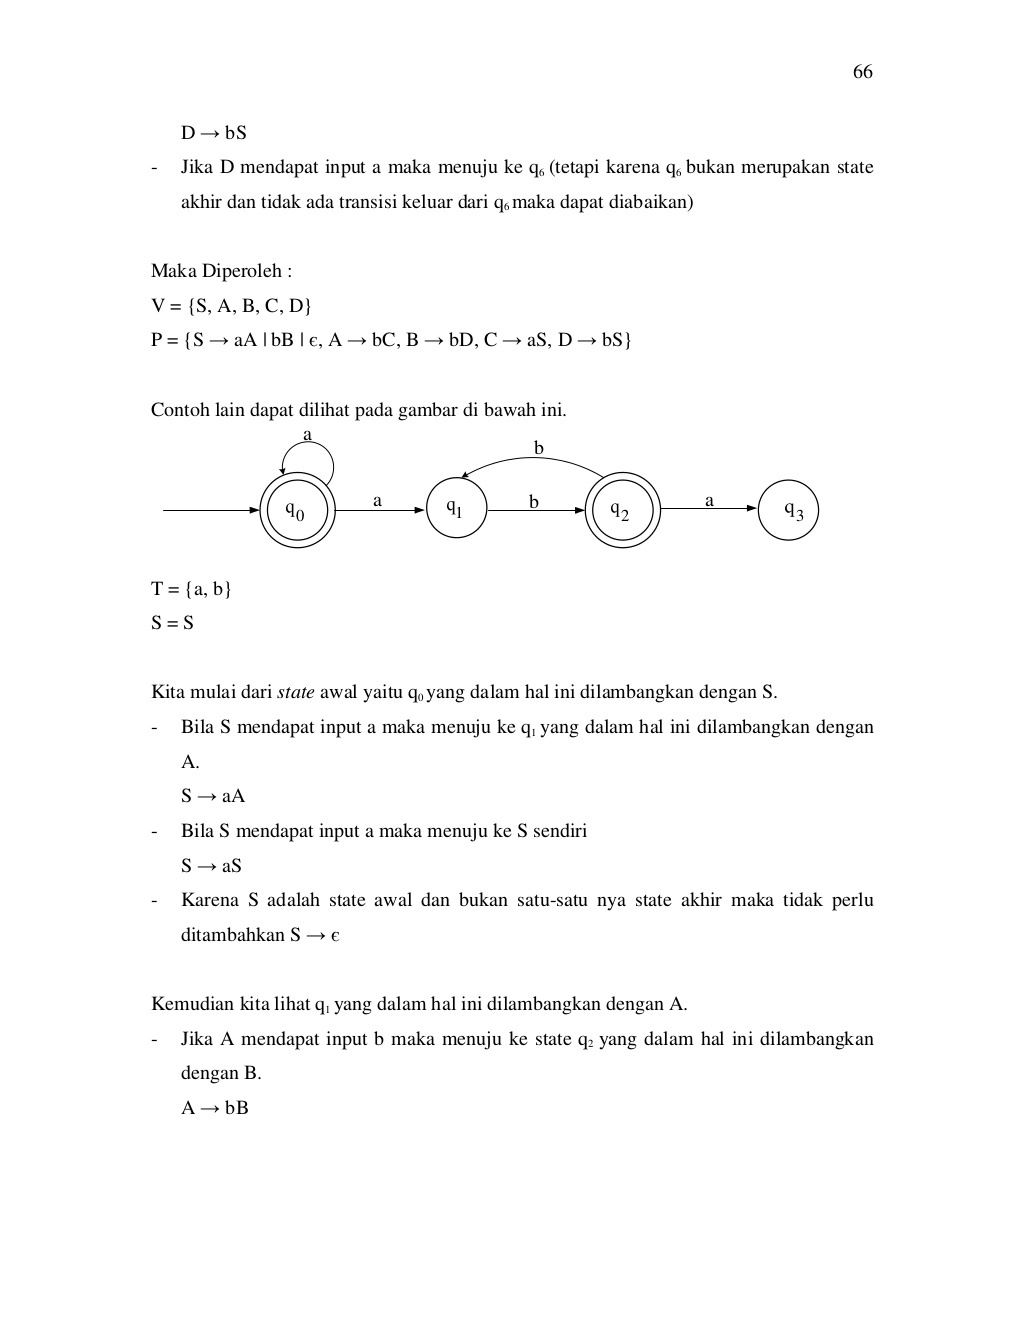 66
D → bS
- Jika D mendapat input a maka menuju ke q₆ (tetapi karena q₆ bukan merupakan state
akhir dan tidak ada transisi keluar dari q₆ maka dapat diabaikan)
Maka Diperoleh :
V = {S, A, B, C, D}
P = {S → aA | bB | є, A → bC, B → bD, C → aS, D → bS}
Contoh lain dapat dilihat pada gambar di bawah ini.
a
b
q₀ a q₁ b q₂ a q₃
T = {a, b}
S = S
Kita mulai dari state awal yaitu q₀ yang dalam hal ini dilambangkan dengan S.
- Bila S mendapat input a maka menuju ke q₁ yang dalam hal ini dilambangkan dengan
A.
S → aA
- Bila S mendapat input a maka menuju ke S sendiri
S → aS
- Karena S adalah state awal dan bukan satu-satu nya state akhir maka tidak perlu
ditambahkan S → є
Kemudian kita lihat q₁ yang dalam hal ini dilambangkan dengan A.
- Jika A mendapat input b maka menuju ke state q₂ yang dalam hal ini dilambangkan
dengan B.
A → bB